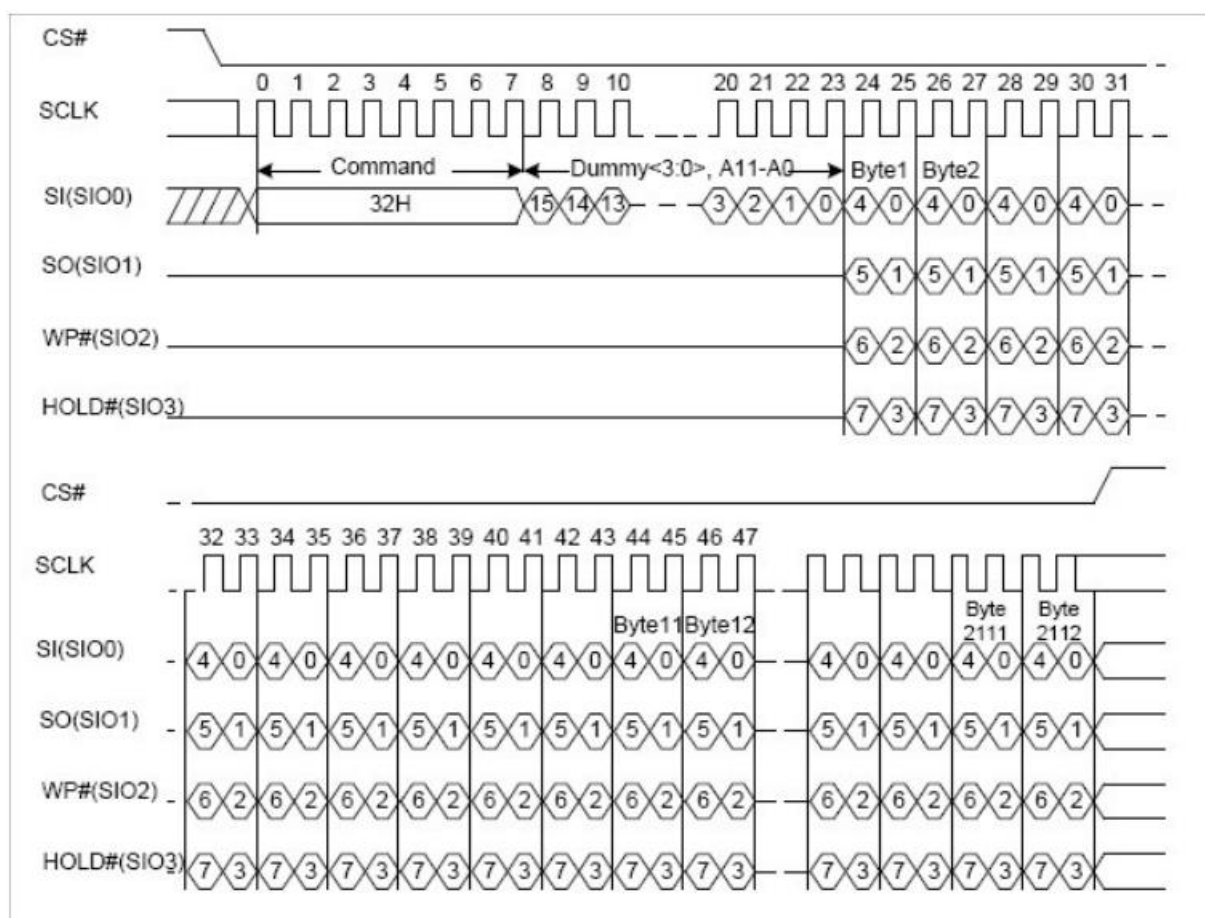 CS#
0 1 2 3 4 5 6 7 8 9 10 20 21 22 23 24 25 26 27 28 29 30 31
SCLK
Command Dummy<3:0>, A11-A0 Byte1 Byte2
SI(SIO0) 32H 15 14 13 3 2 1 0 4 0 4 0 4 0 4 0
SO(SIO1) 5 1 5 1 5 1 5 1
WP#(SIO2) 6 2 6 2 6 2 6 2
HOLD#(SIO3) 7 3 7 3 7 3 7 3
CS#
32 33 34 35 36 37 38 39 40 41 42 43 44 45 46 47
SCLK
Byte11 Byte12 Byte 2111 Byte 2112
SI(SIO0) 4 0 4 0 4 0 4 0 4 0 4 0 4 0 4 0 4 0 4 0 4 0 4 0
SO(SIO1) 5 1 5 1 5 1 5 1 5 1 5 1 5 1 5 1 5 1 5 1 5 1 5 1
WP#(SIO2) 6 2 6 2 6 2 6 2 6 2 6 2 6 2 6 2 6 2 6 2 6 2 6 2
HOLD#(SIO3) 7 3 7 3 7 3 7 3 7 3 7 3 7 3 7 3 7 3 7 3 7 3 7 3